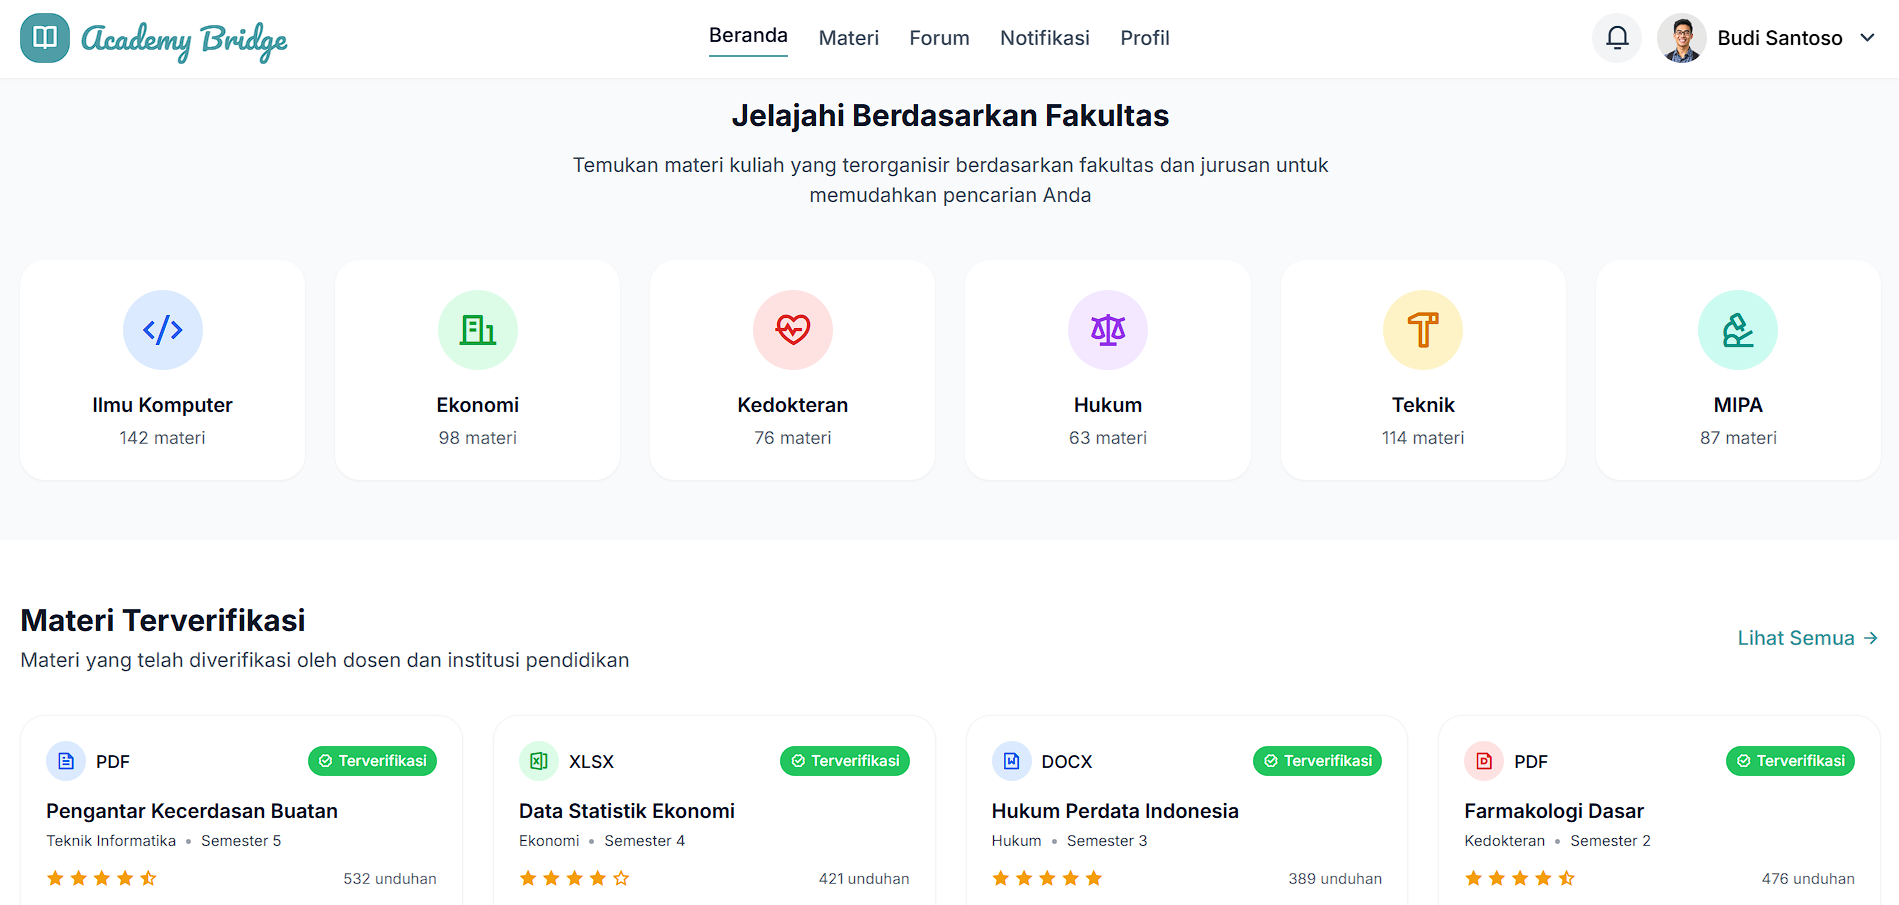 Academy Bridge
Beranda
Materi
Forum
Notifikasi
Profil
Budi Santoso
Jelajahi Berdasarkan Fakultas
Temukan materi kuliah yang terorganisir berdasarkan fakultas dan jurusan untuk
memudahkan pencarian Anda
Ilmu Komputer
142 materi
Ekonomi
98 materi
Kedokteran
76 materi
Hukum
63 materi
Teknik
114 materi
MIPA
87 materi
Materi Terverifikasi
Materi yang telah diverifikasi oleh dosen dan institusi pendidikan
Lihat Semua →
PDF
Terverifikasi
Pengantar Kecerdasan Buatan
Teknik Informatika • Semester 5
532 unduhan
XLSX
Terverifikasi
Data Statistik Ekonomi
Ekonomi • Semester 4
421 unduhan
DOCX
Terverifikasi
Hukum Perdata Indonesia
Hukum • Semester 3
389 unduhan
PDF
Terverifikasi
Farmakologi Dasar
Kedokteran • Semester 2
476 unduhan